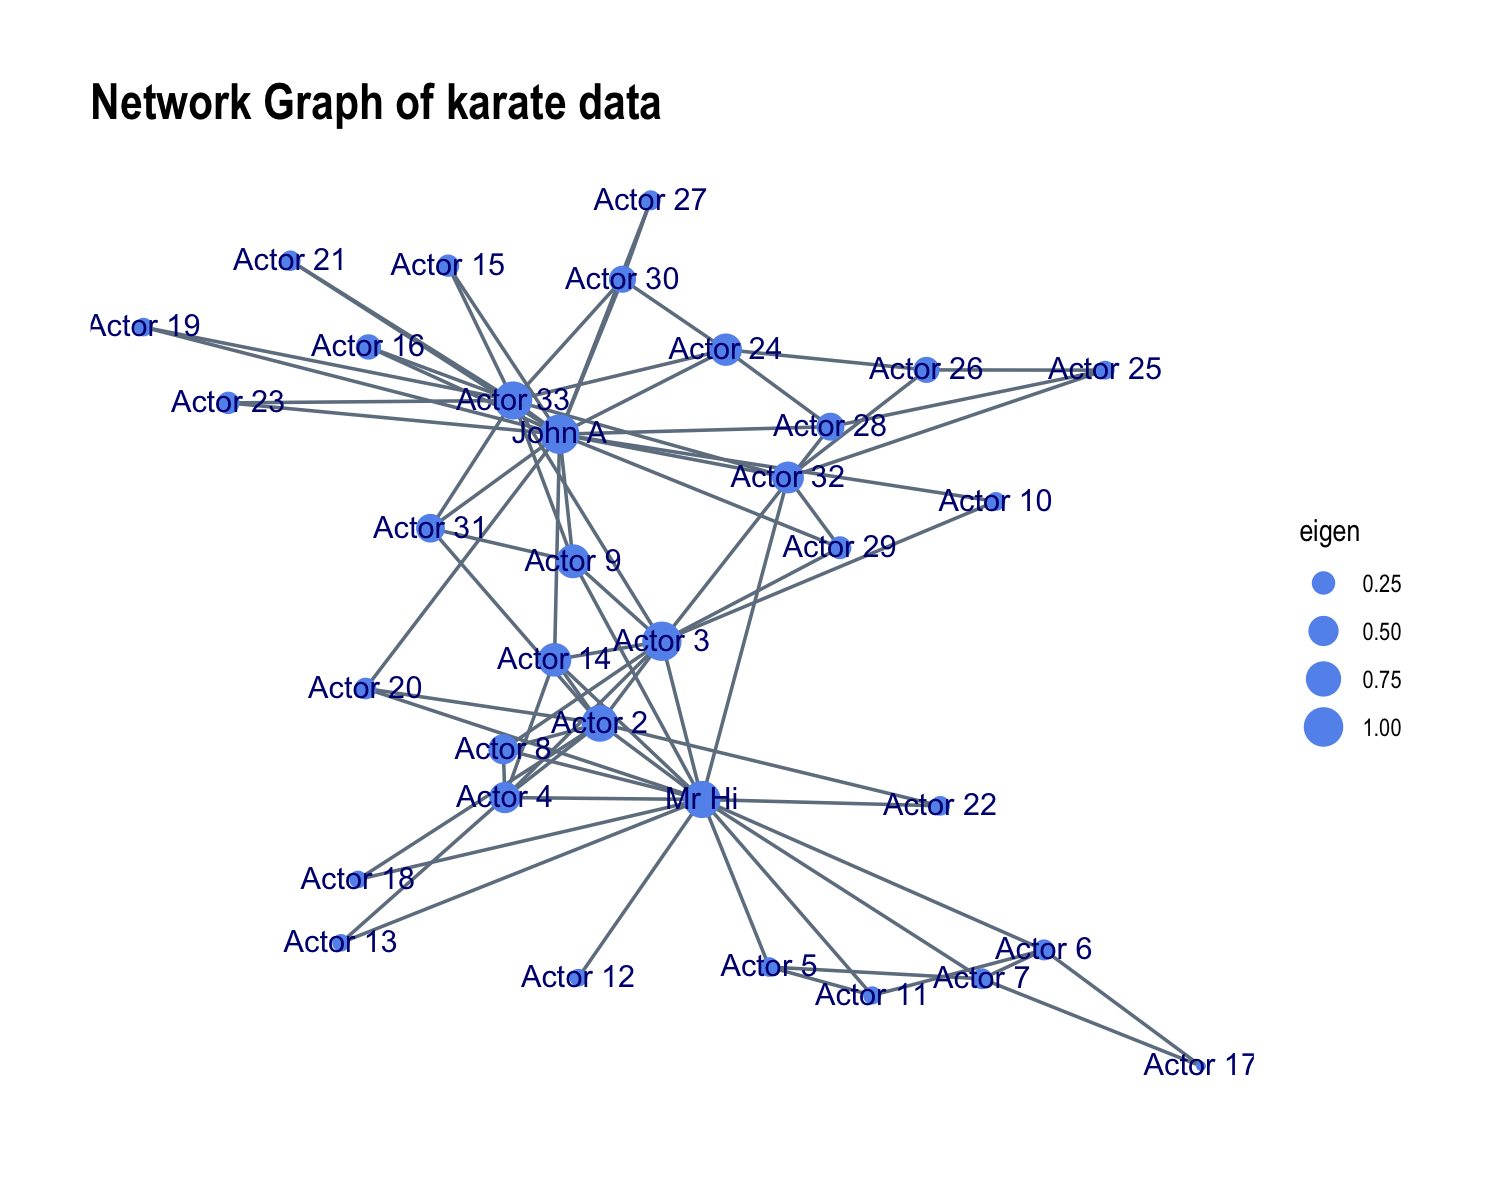 Network Graph of karate data
Actor 27
Actor 21
Actor 15
Actor 30
Actor 19
Actor 16
Actor 24
Actor 26
Actor 25
Actor 23
Actor 33
John A
Actor 28
Actor 32
Actor 10
Actor 31
Actor 29
Actor 9
Actor 3
Actor 14
Actor 20
Actor 2
Actor 8
Actor 4
Mr Hi
Actor 22
Actor 18
Actor 13
Actor 12
Actor 5
Actor 6
Actor 7
Actor 11
Actor 17
eigen
0.25
0.50
0.75
1.00